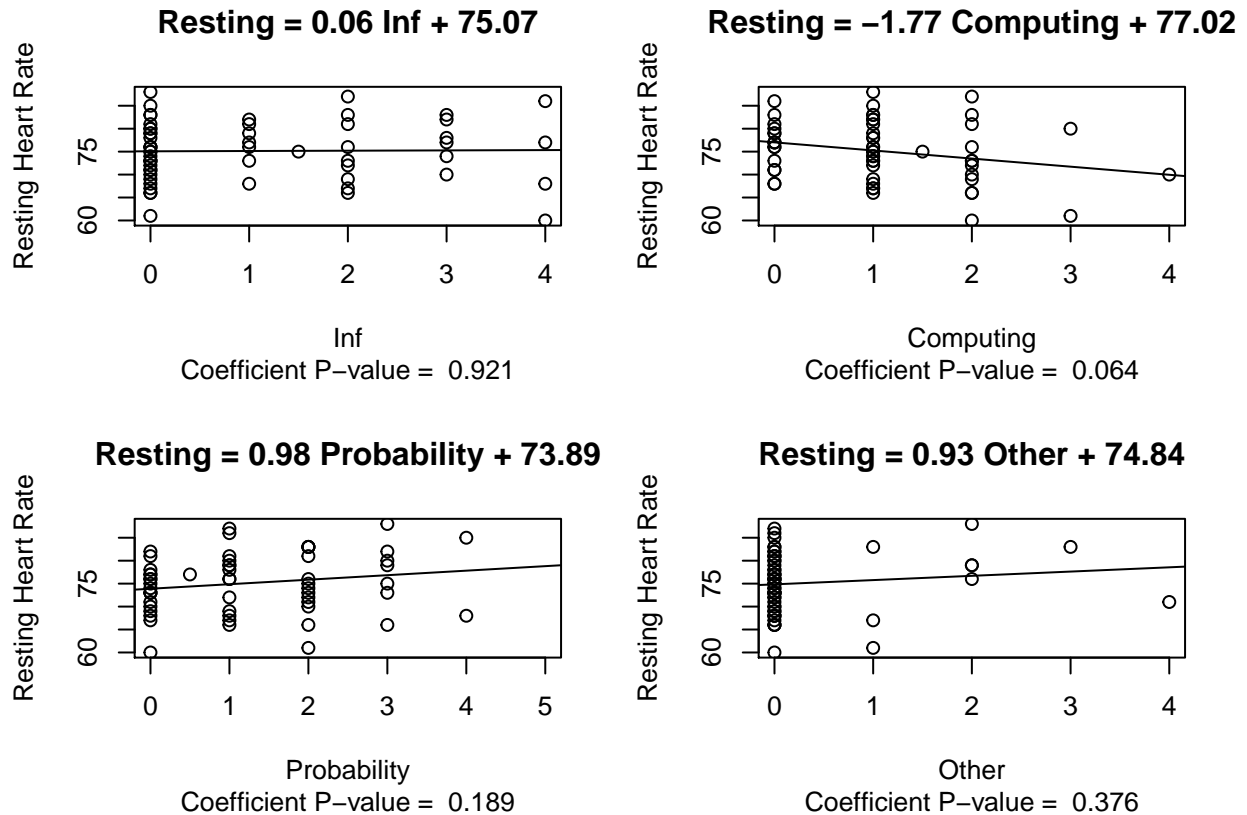 Resting = 0.06 Inf + 75.07
Resting Heart Rate
60
75
0 1 2 3 4
Inf
Coefficient P−value =  0.921
Resting = −1.77 Computing + 77.02
Resting Heart Rate
60
75
0 1 2 3 4
Computing
Coefficient P−value =  0.064
Resting = 0.98 Probability + 73.89
Resting Heart Rate
60
75
0 1 2 3 4 5
Probability
Coefficient P−value =  0.189
Resting = 0.93 Other + 74.84
Resting Heart Rate
60
75
0 1 2 3 4
Other
Coefficient P−value =  0.376